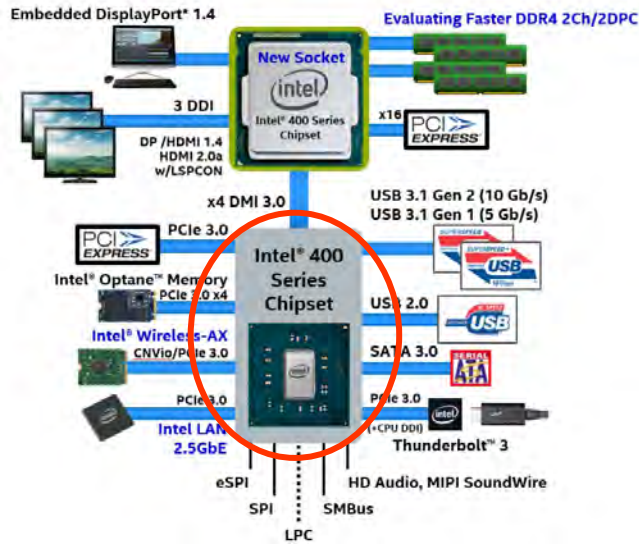 Embedded DisplayPort* 1.4
Evaluating Faster DDR4 2Ch/2DPC
New Socket
intel
Intel® 400 Series
Chipset
3 DDI
DP /HDMI 1.4
HDMI 2.0a
w/LSPCON
x16
PCI
EXPRESS
x4 DMI 3.0
USB 3.1 Gen 2 (10 Gb/s)
USB 3.1 Gen 1 (5 Gb/s)
PCIe 3.0
PCI
EXPRESS
Intel® 400
Series
Chipset
USB
Intel® Optane™ Memory
PCIe 3.0 x4
USB 2.0
USB
Intel® Wireless-AX
CNVio/PCIe 3.0
SATA 3.0
SERIAL
ATA
intel
PCIe 3.0
Intel LAN
2.5GbE
PCIe 3.0
(+CPU DDI)
intel
Thunderbolt™ 3
eSPI
SPI
LPC
SMBus
HD Audio, MIPI SoundWire